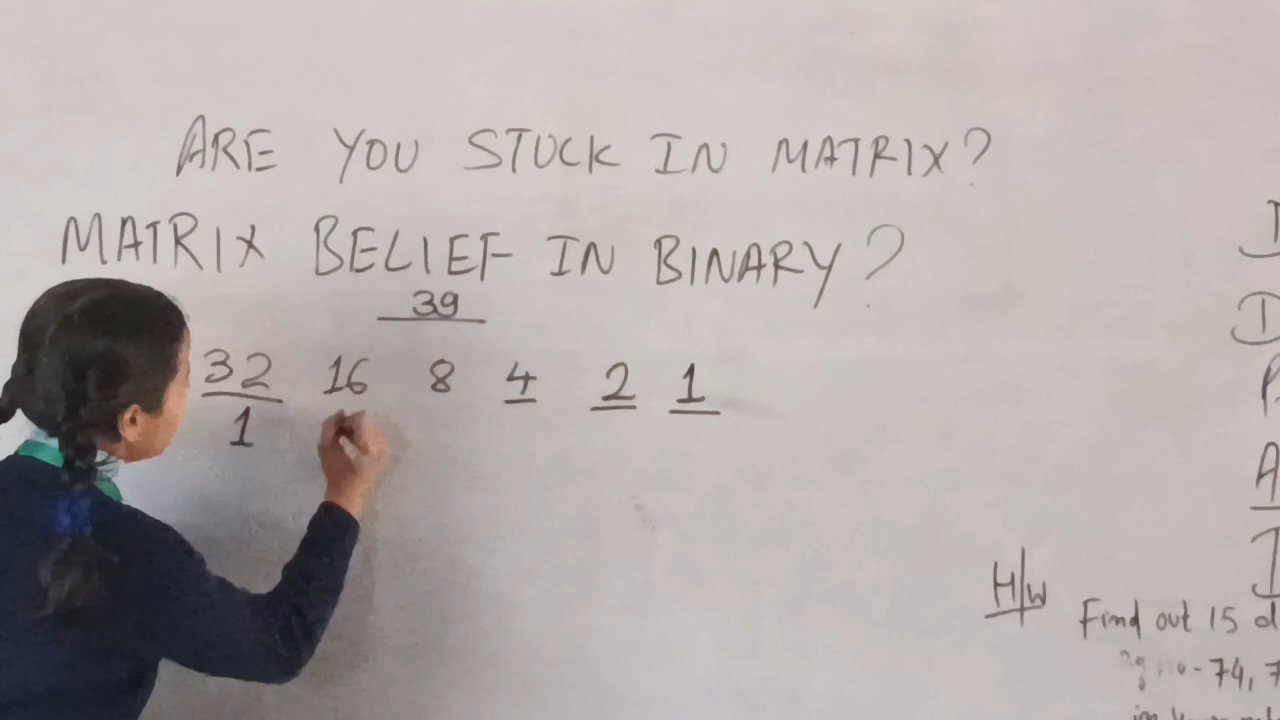 ARE YOU STUCK IN MATRIX?
MATRIX BELIEF IN BINARY?
39
32 16 8 4 2 1
1
H/W
Find out 15
74,